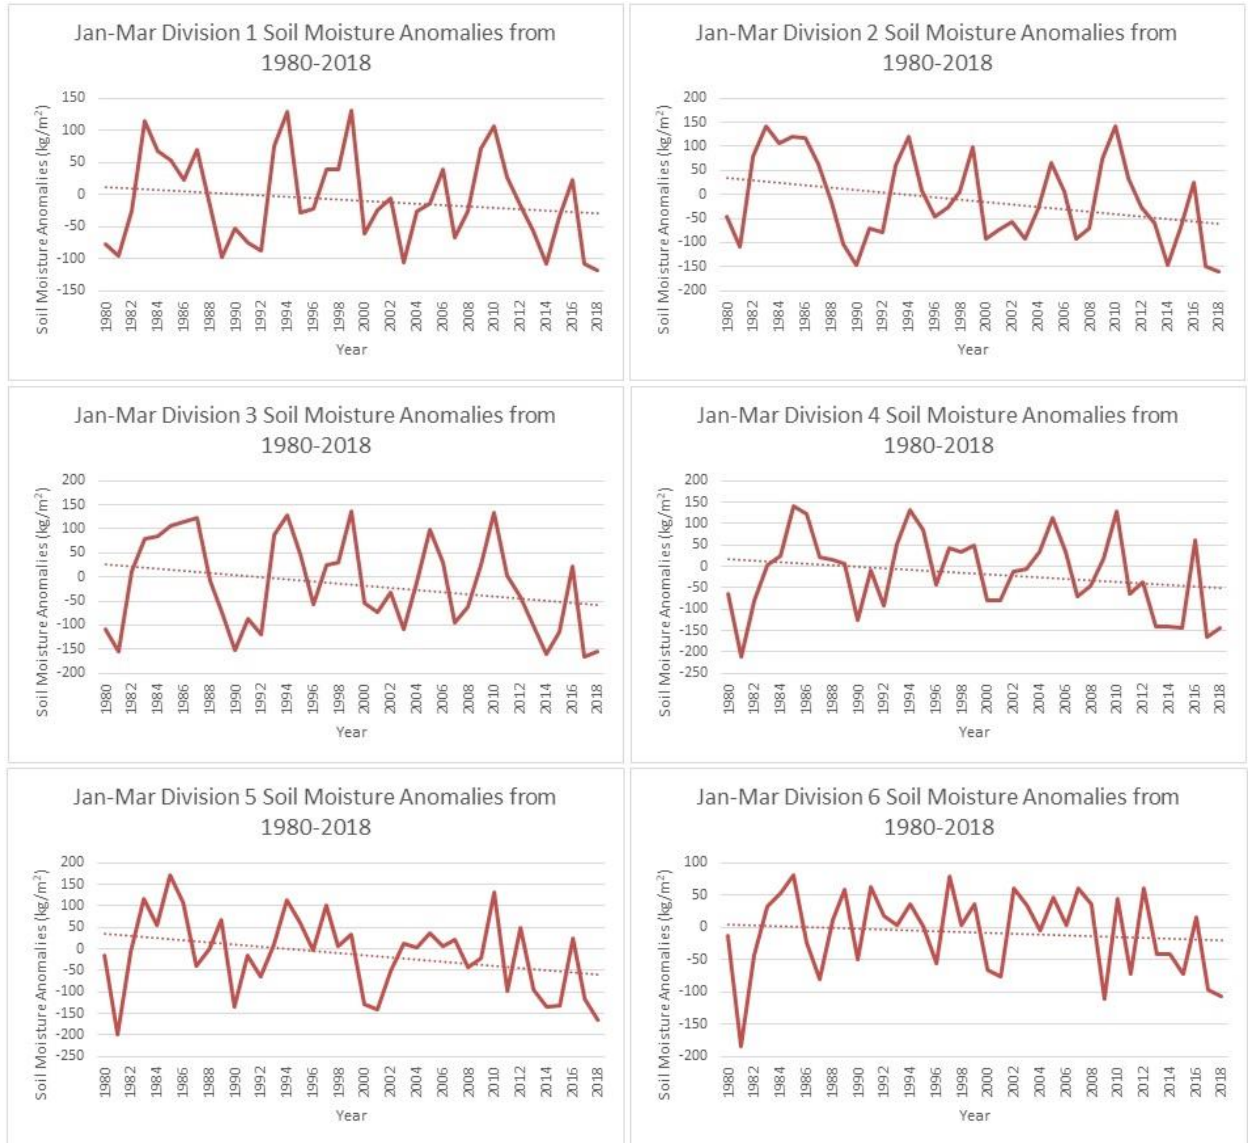 Jan-Mar Division 1 Soil Moisture Anomalies from
1980-2018
Soil Moisture Anomalies (kg/m²)
150
100
50
0
-50
-100
-150
1980 1982 1984 1986 1988 1990 1992 1994 1996 1998 2000 2002 2004 2006 2008 2010 2012 2014 2016 2018
Year
Jan-Mar Division 2 Soil Moisture Anomalies from
1980-2018
Soil Moisture Anomalies (kg/m²)
200
150
100
50
0
-50
-100
-150
-200
1980 1982 1984 1986 1988 1990 1992 1994 1996 1998 2000 2002 2004 2006 2008 2010 2012 2014 2016 2018
Year
Jan-Mar Division 3 Soil Moisture Anomalies from
1980-2018
Soil Moisture Anomalies (kg/m²)
200
150
100
50
0
-50
-100
-150
-200
1980 1982 1984 1986 1988 1990 1992 1994 1996 1998 2000 2002 2004 2006 2008 2010 2012 2014 2016 2018
Year
Jan-Mar Division 4 Soil Moisture Anomalies from
1980-2018
Soil Moisture Anomalies (kg/m²)
200
150
100
50
0
-50
-100
-150
-200
-250
1980 1982 1984 1986 1988 1990 1992 1994 1996 1998 2000 2002 2004 2006 2008 2010 2012 2014 2016 2018
Year
Jan-Mar Division 5 Soil Moisture Anomalies from
1980-2018
Soil Moisture Anomalies (kg/m²)
200
150
100
50
0
-50
-100
-150
-200
-250
1980 1982 1984 1986 1988 1990 1992 1994 1996 1998 2000 2002 2004 2006 2008 2010 2012 2014 2016 2018
Year
Jan-Mar Division 6 Soil Moisture Anomalies from
1980-2018
Soil Moisture Anomalies (kg/m²)
100
50
0
-50
-100
-150
-200
1980 1982 1984 1986 1988 1990 1992 1994 1996 1998 2000 2002 2004 2006 2008 2010 2012 2014 2016 2018
Year